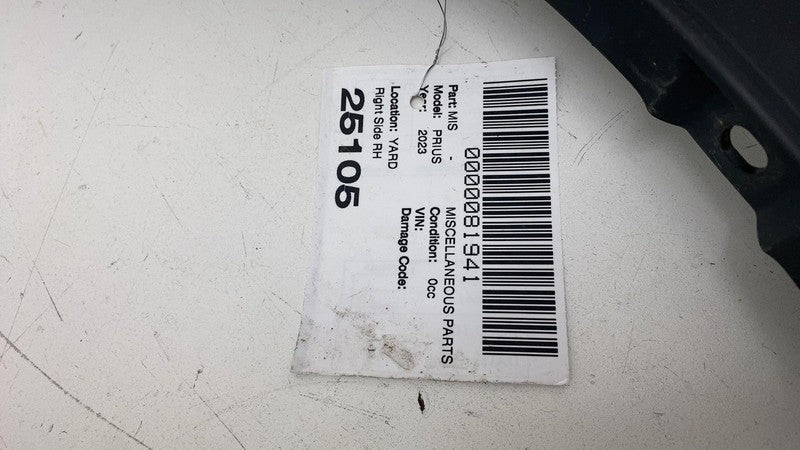 0000081941
Part: MIS - MISCELLANEOUS PARTS
Model: PRIUS Condition: 0cc
Year: 2023 VIN:
Damage Code:
Location: YARD
Right Side RH
25105